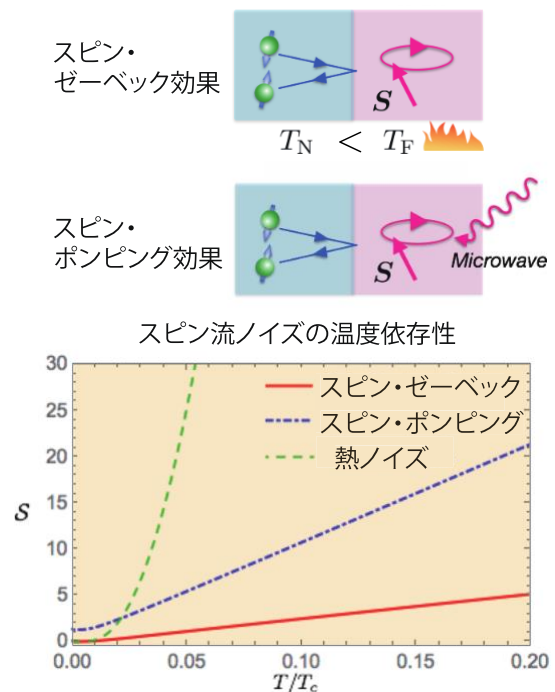 スピン・
ゼーベック効果
S
T_N < T_F
スピン・
ポンピング効果
S
Microwave
スピン流ノイズの温度依存性
30
25
20
15
10
5
0
S
スピン・ゼーベック
スピン・ポンピング
熱ノイズ
0.00
0.05
0.10
0.15
0.20
T/T_c